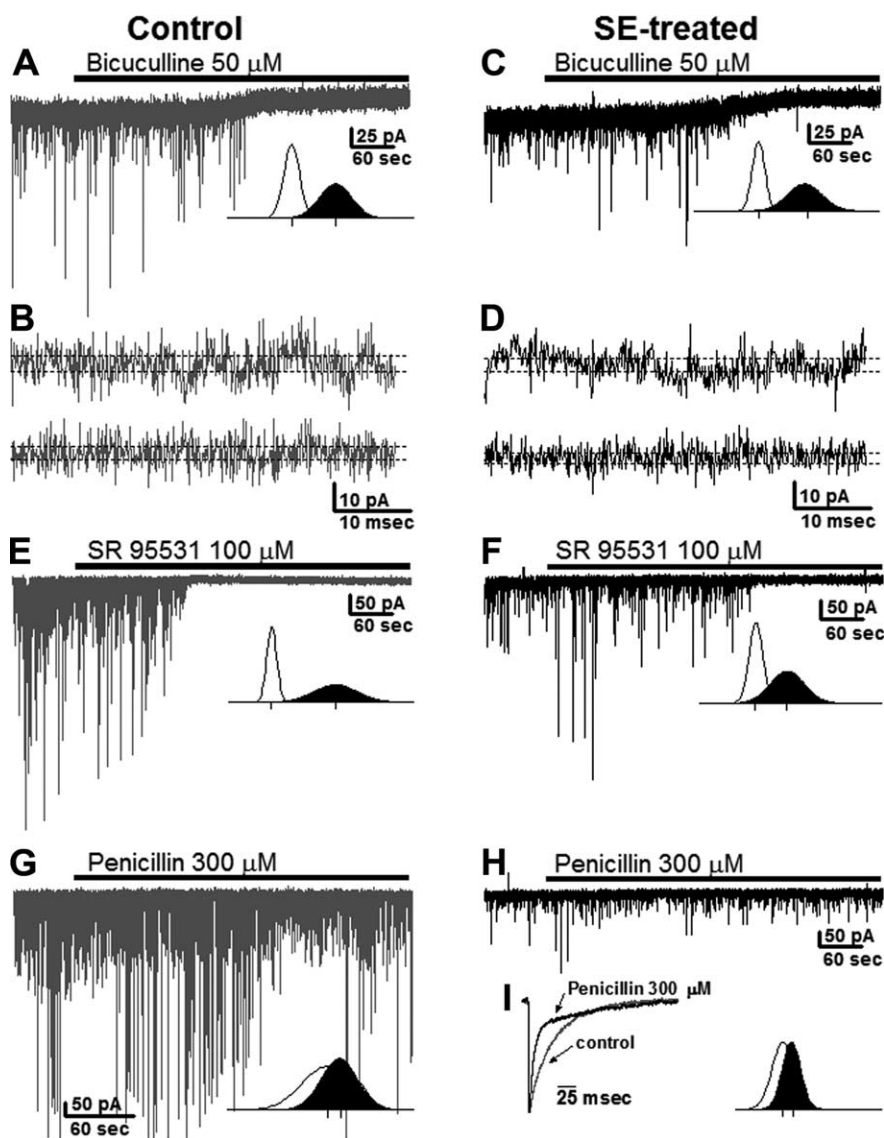 Control
SE-treated
A
Bicuculline 50 μM
25 pA
60 sec
C
Bicuculline 50 μM
25 pA
60 sec
B
10 pA
10 msec
D
10 pA
10 msec
E
SR 95531 100 μM
50 pA
60 sec
F
SR 95531 100 μM
50 pA
60 sec
G
Penicillin 300 μM
50 pA
60 sec
H
Penicillin 300 μM
50 pA
60 sec
I
Penicillin 300 μM
control
25 msec